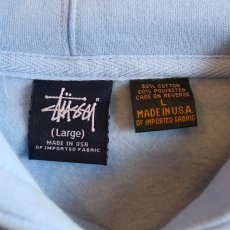 Stüssy
(Large)
MADE IN USA
OF IMPORTED FABRIC
80% COTTON
20% POLYESTER
CARE ON REVERSE
L
MADE IN U.S.A.
OF IMPORTED FABRIC